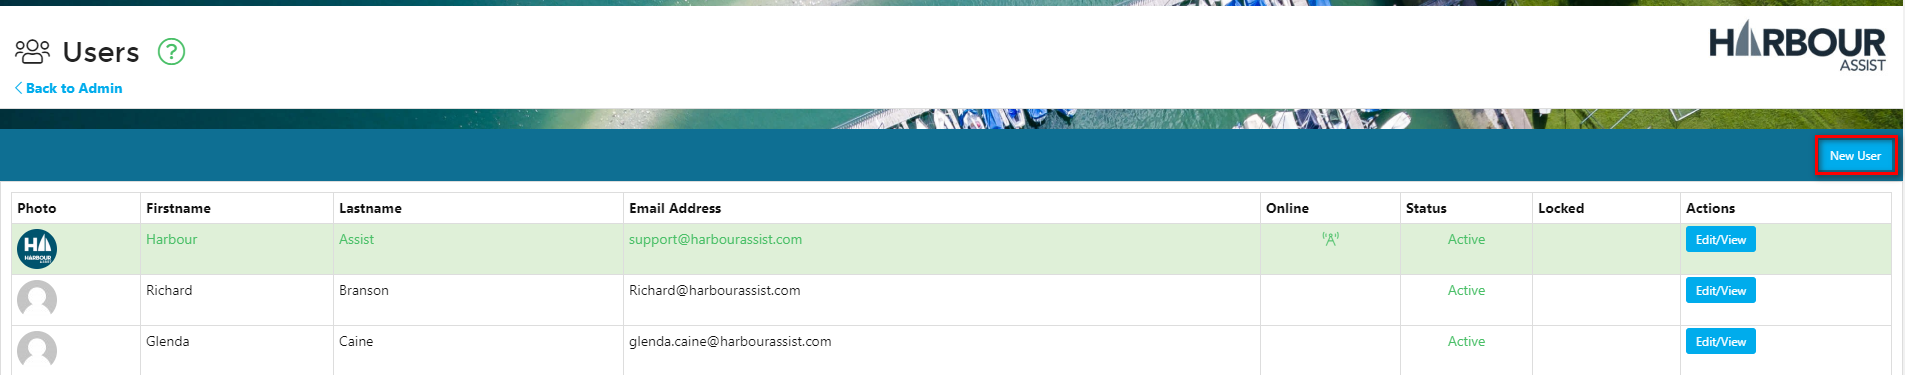 Users ?
HARBOUR
ASSIST
Back to Admin
New User
Photo Firstname Lastname Email Address Online Status Locked Actions
HA HARBOUR ASSIST Harbour Assist support@harbourassist.com Active Edit/View
Richard Branson Richard@harbourassist.com Active Edit/View
Glenda Caine glenda.caine@harbourassist.com Active Edit/View